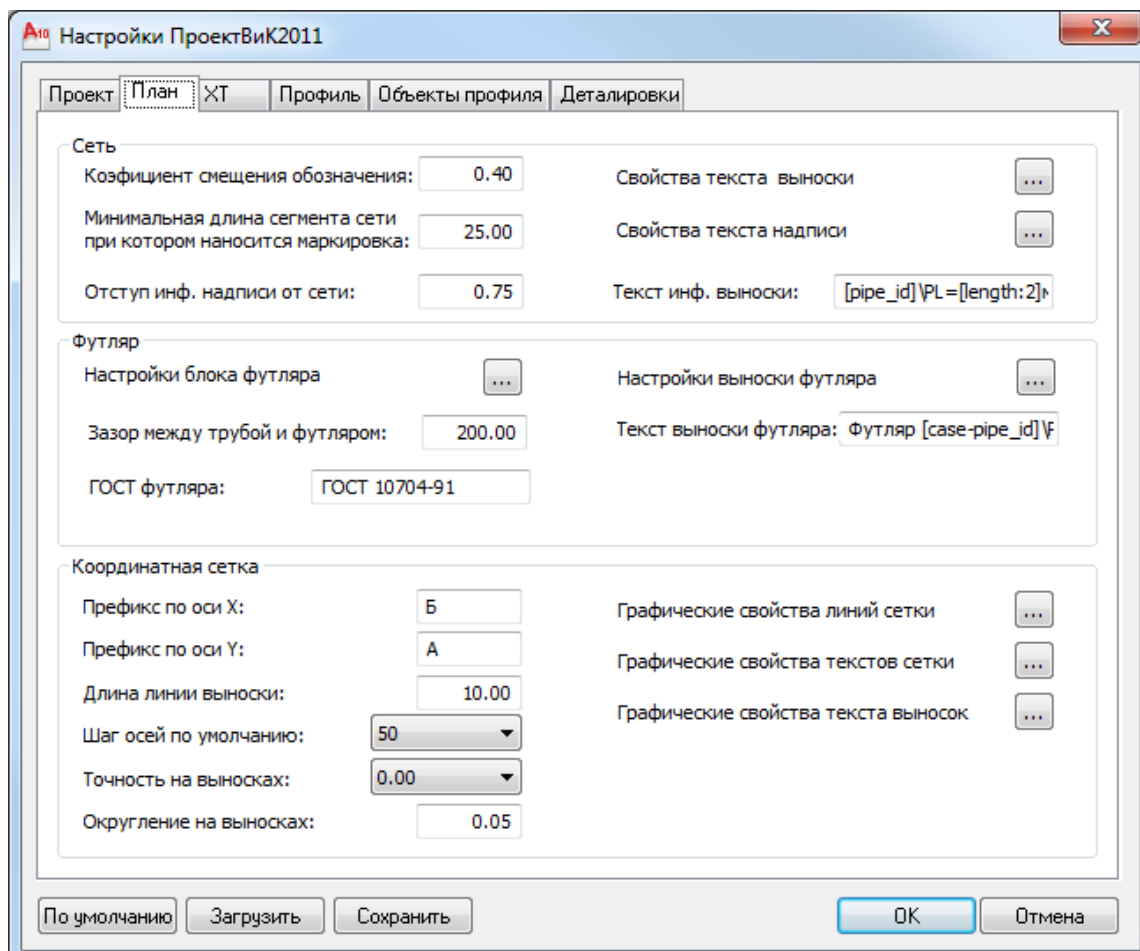 Настройки ПроектВиК2011
Проект План ХТ Профиль Объекты профиля Деталировки
Сеть
Коэфициент смещения обозначения: 0.40 Свойства текста выноски ...
Минимальная длина сегмента сети
при котором наносится маркировка: 25.00 Свойства текста надписи ...
Отступ инф. надписи от сети: 0.75 Текст инф. выноски: [pipe_id]\PL=[length:2]м
Футляр
Настройки блока футляра ... Настройки выноски футляра ...
Зазор между трубой и футляром: 200.00 Текст выноски футляра: Футляр [case-pipe_id]\P
ГОСТ футляра: ГОСТ 10704-91
Координатная сетка
Префикс по оси X: Б Графические свойства линий сетки ...
Префикс по оси Y: А Графические свойства текстов сетки ...
Длина линии выноски: 10.00 Графические свойства текста выносок ...
Шаг осей по умолчанию: 50
Точность на выносках: 0.00
Округление на выносках: 0.05
По умолчанию Загрузить Сохранить OK Отмена